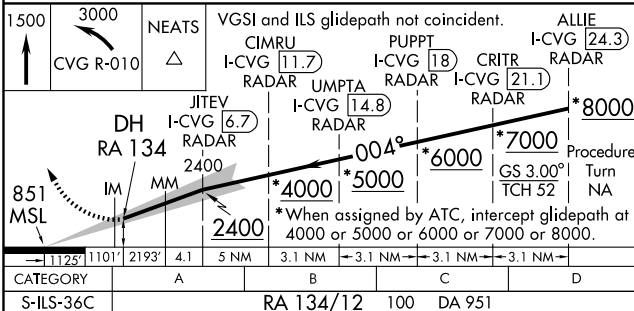 1500
3000
CVG R-010
NEATS
VGSI and ILS glidepath not coincident.
ALLIE
I-CVG 24.3
RADAR
CIMRU
I-CVG 11.7
RADAR
PUPPT
I-CVG 18
RADAR
CRITR
I-CVG 21.1
RADAR
UMPTA
I-CVG 14.8
RADAR
JITEV
I-CVG 6.7
RADAR
2400
DH
RA 134
004°
*8000
*7000
*6000
*5000
*4000
2400
Procedure
Turn
NA
GS 3.00°
TCH 52
851
MSL
IM
MM
*When assigned by ATC, intercept glidepath at
4000 or 5000 or 6000 or 7000 or 8000.
1125' 1101' 2193' 4.1 5 NM 3.1 NM 3.1 NM 3.1 NM 3.1 NM
CATEGORY A B C D
S-ILS-36C RA 134/12 100 DA 951